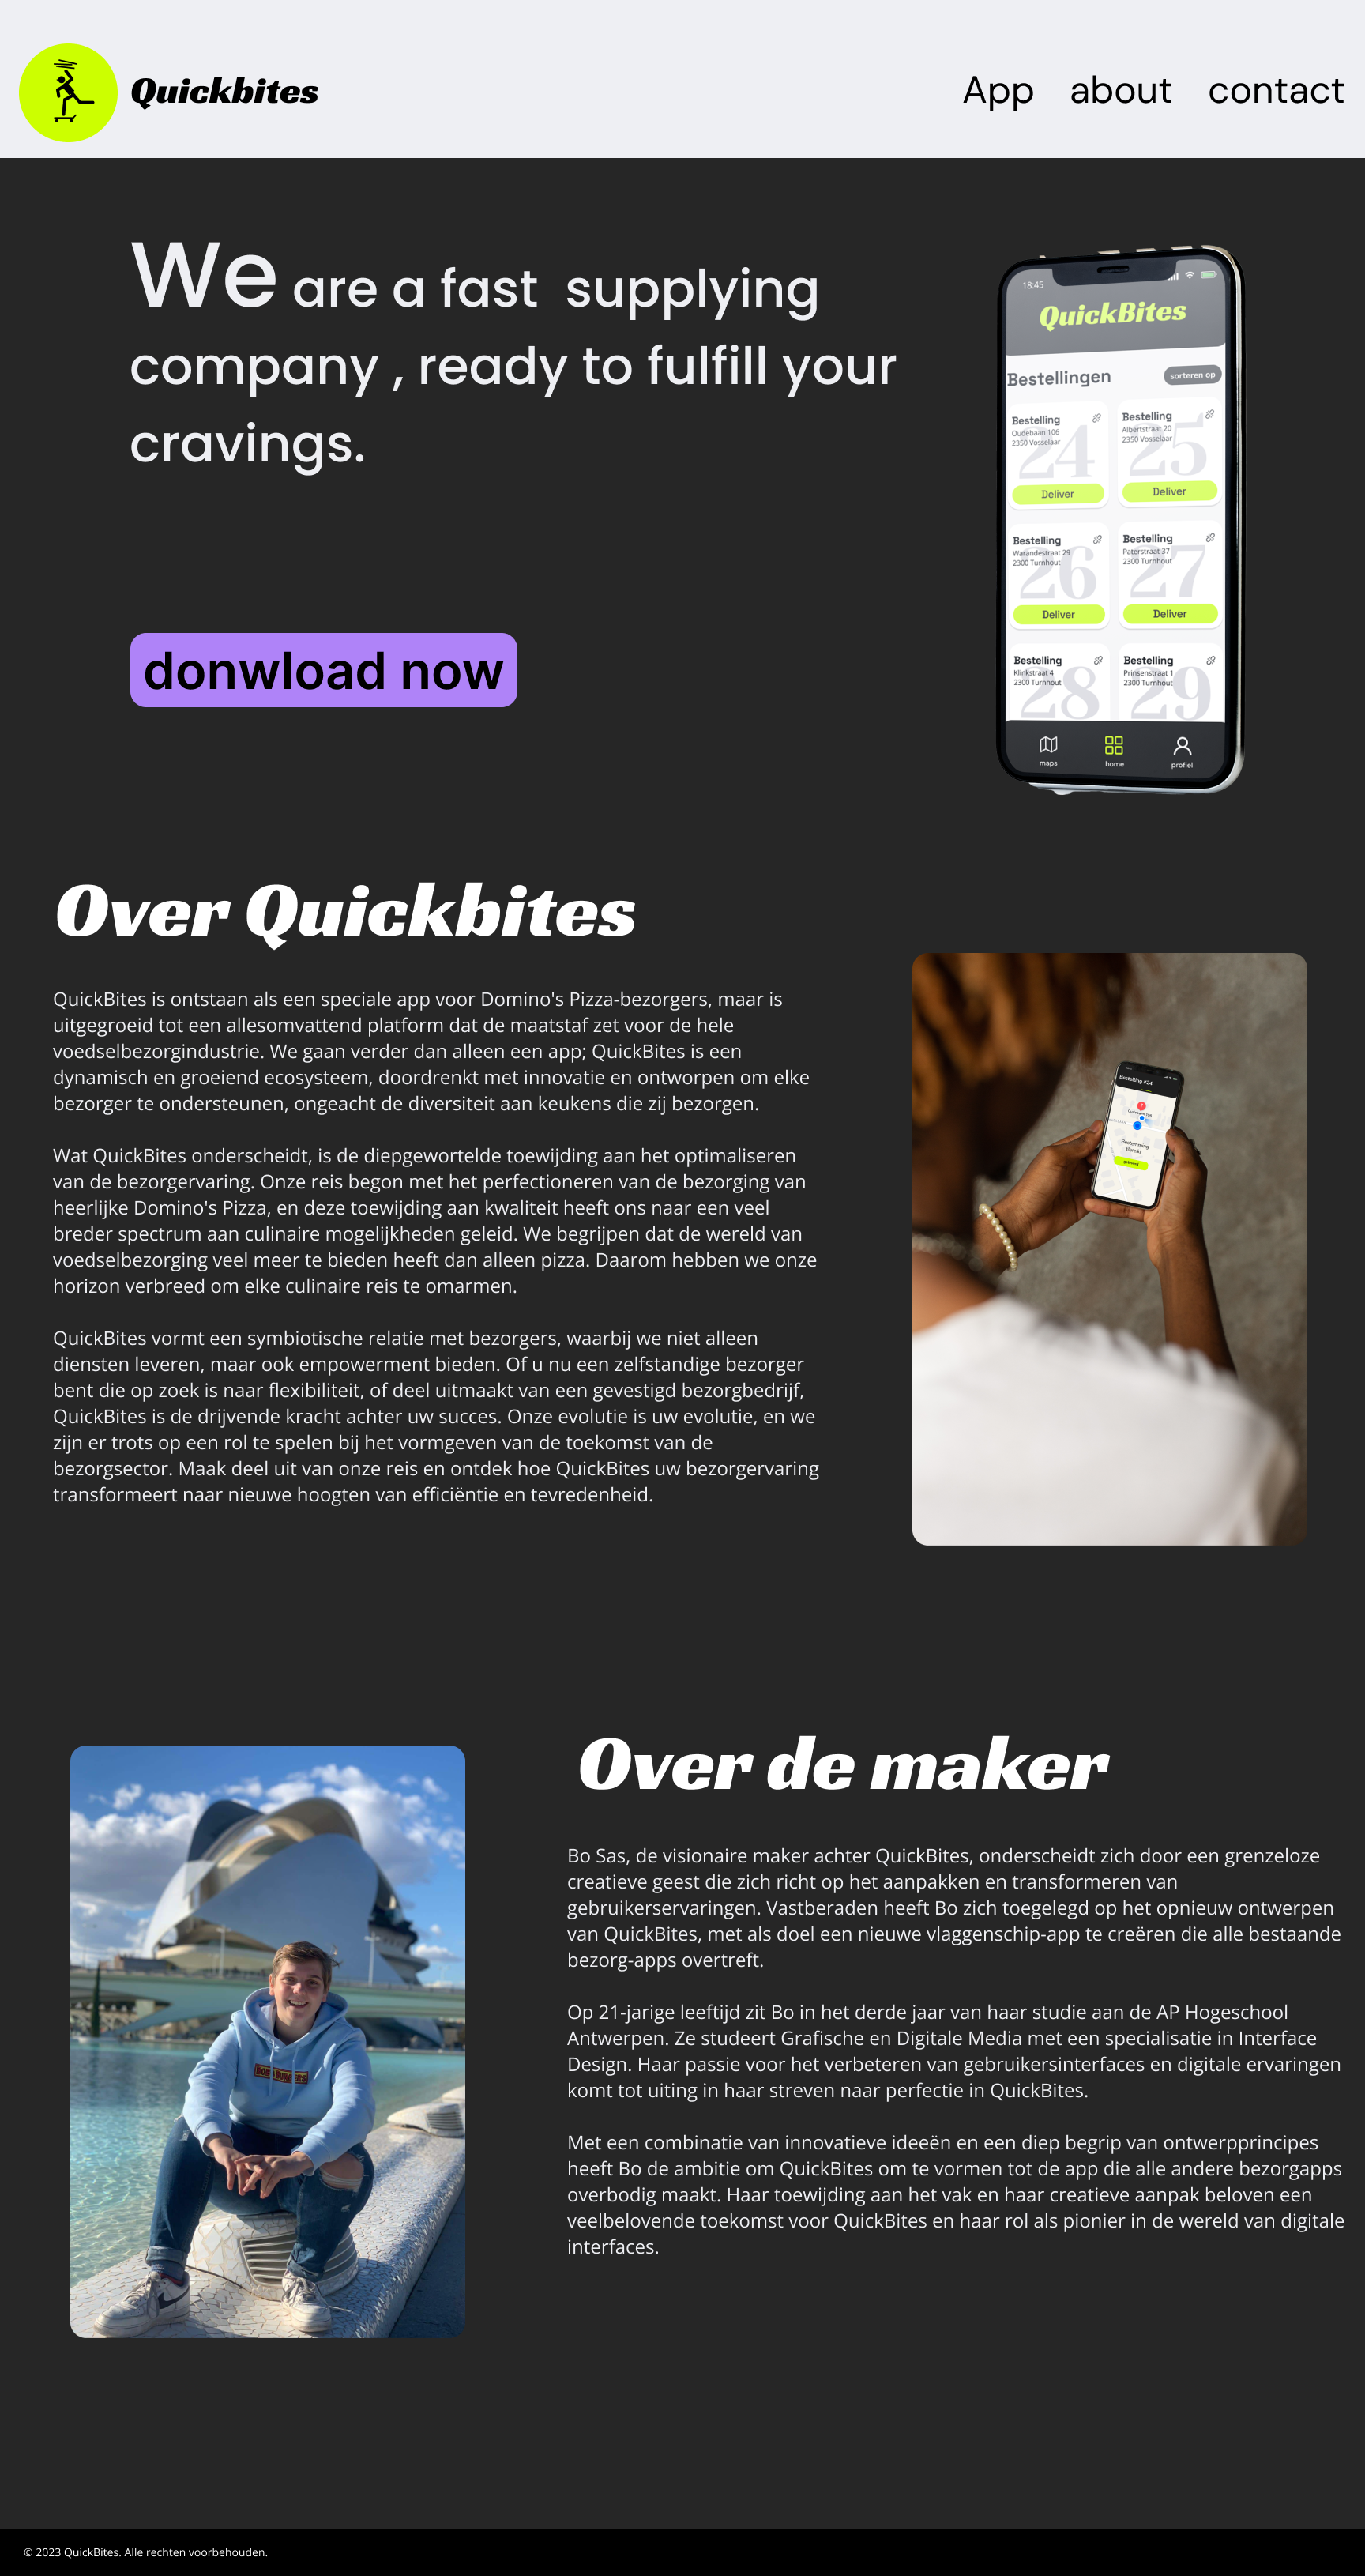 Quickbites
App about contact
We are a fast supplying
company , ready to fulfill your
cravings.
donwload now
18:45
QuickBites
Bestellingen
sorteren op
Bestelling
Oudebaan 106
2350 Vosselaar
24
Deliver
Bestelling
Albertstraat 20
2350 Vosselaar
25
Deliver
Bestelling
Warandestraat 29
2300 Turnhout
26
Deliver
Bestelling
Paterstraat 37
2300 Turnhout
27
Deliver
Bestelling
Klinkstraat 4
2300 Turnhout
28
Bestelling
Prinsenstraat 1
2300 Turnhout
29
maps
home
profiel
Over Quickbites
QuickBites is ontstaan als een speciale app voor Domino's Pizza-bezorgers, maar is
uitgegroeid tot een allesomvattend platform dat de maatstaf zet voor de hele
voedselbezorgindustrie. We gaan verder dan alleen een app; QuickBites is een
dynamisch en groeiend ecosysteem, doordrenkt met innovatie en ontworpen om elke
bezorger te ondersteunen, ongeacht de diversiteit aan keukens die zij bezorgen.
Wat QuickBites onderscheidt, is de diepgewortelde toewijding aan het optimaliseren
van de bezorgervaring. Onze reis begon met het perfectioneren van de bezorging van
heerlijke Domino's Pizza, en deze toewijding aan kwaliteit heeft ons naar een veel
breder spectrum aan culinaire mogelijkheden geleid. We begrijpen dat de wereld van
voedselbezorging veel meer te bieden heeft dan alleen pizza. Daarom hebben we onze
horizon verbreed om elke culinaire reis te omarmen.
QuickBites vormt een symbiotische relatie met bezorgers, waarbij we niet alleen
diensten leveren, maar ook empowerment bieden. Of u nu een zelfstandige bezorger
bent die op zoek is naar flexibiliteit, of deel uitmaakt van een gevestigd bezorgbedrijf,
QuickBites is de drijvende kracht achter uw succes. Onze evolutie is uw evolutie, en we
zijn er trots op een rol te spelen bij het vormgeven van de toekomst van de
bezorgsector. Maak deel uit van onze reis en ontdek hoe QuickBites uw bezorgervaring
transformeert naar nieuwe hoogten van efficiëntie en tevredenheid.
Bestelling #24
Bestemming
Bereikt
Over de maker
Bo Sas, de visionaire maker achter QuickBites, onderscheidt zich door een grenzeloze
creatieve geest die zich richt op het aanpakken en transformeren van
gebruikerservaringen. Vastberaden heeft Bo zich toegelegd op het opnieuw ontwerpen
van QuickBites, met als doel een nieuwe vlaggenschip-app te creëren die alle bestaande
bezorg-apps overtreft.
Op 21-jarige leeftijd zit Bo in het derde jaar van haar studie aan de AP Hogeschool
Antwerpen. Ze studeert Grafische en Digitale Media met een specialisatie in Interface
Design. Haar passie voor het verbeteren van gebruikersinterfaces en digitale ervaringen
komt tot uiting in haar streven naar perfectie in QuickBites.
Met een combinatie van innovatieve ideeën en een diep begrip van ontwerpprincipes
heeft Bo de ambitie om QuickBites om te vormen tot de app die alle andere bezorgapps
overbodig maakt. Haar toewijding aan het vak en haar creatieve aanpak beloven een
veelbelovende toekomst voor QuickBites en haar rol als pionier in de wereld van digitale
interfaces.
© 2023 QuickBites. Alle rechten voorbehouden.